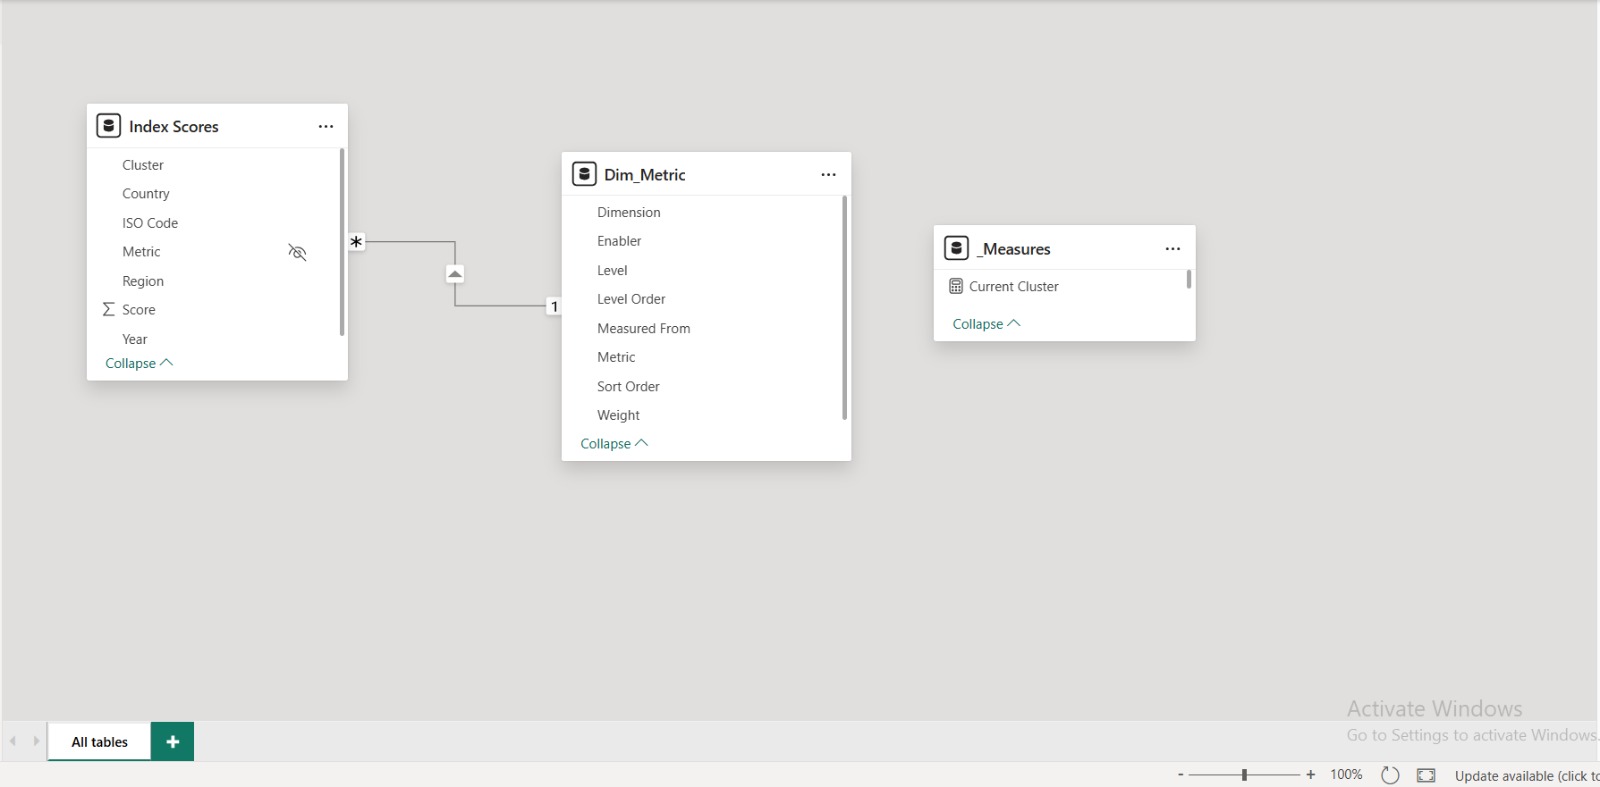 Index Scores
...
Cluster
Country
ISO Code
Metric
Region
∑ Score
Year
Collapse
*
1
Dim_Metric
...
Dimension
Enabler
Level
Level Order
Measured From
Metric
Sort Order
Weight
Collapse
_Measures
...
Current Cluster
Collapse
Activate Windows
Go to Settings to activate Windows.
All tables
+
- + 100%
Update available (click to